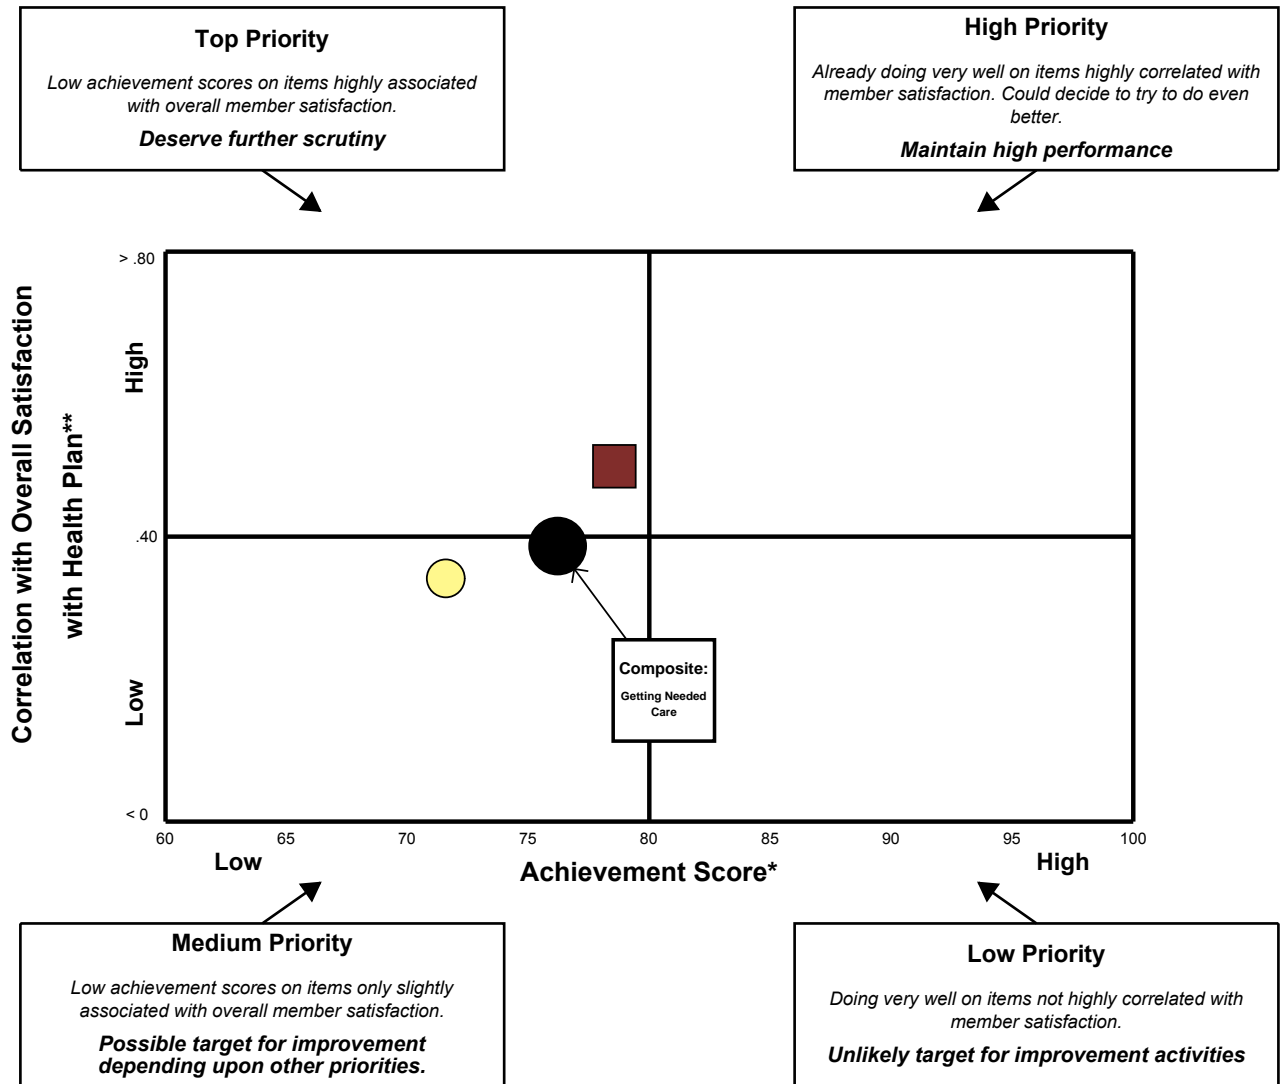 Top Priority
Low achievement scores on items highly associated
with overall member satisfaction.
Deserve further scrutiny
High Priority
Already doing very well on items highly correlated with
member satisfaction. Could decide to try to do even
better.
Maintain high performance
Correlation with Overall Satisfaction
with Health Plan**
> .80
High
.40
Low
< 0
Composite:
Getting Needed
Care
60 65 70 75 80 85 90 95 100
Low Achievement Score* High
Medium Priority
Low achievement scores on items only slightly
associated with overall member satisfaction.
Possible target for improvement
depending upon other priorities.
Low Priority
Doing very well on items not highly correlated with
member satisfaction.
Unlikely target for improvement activities